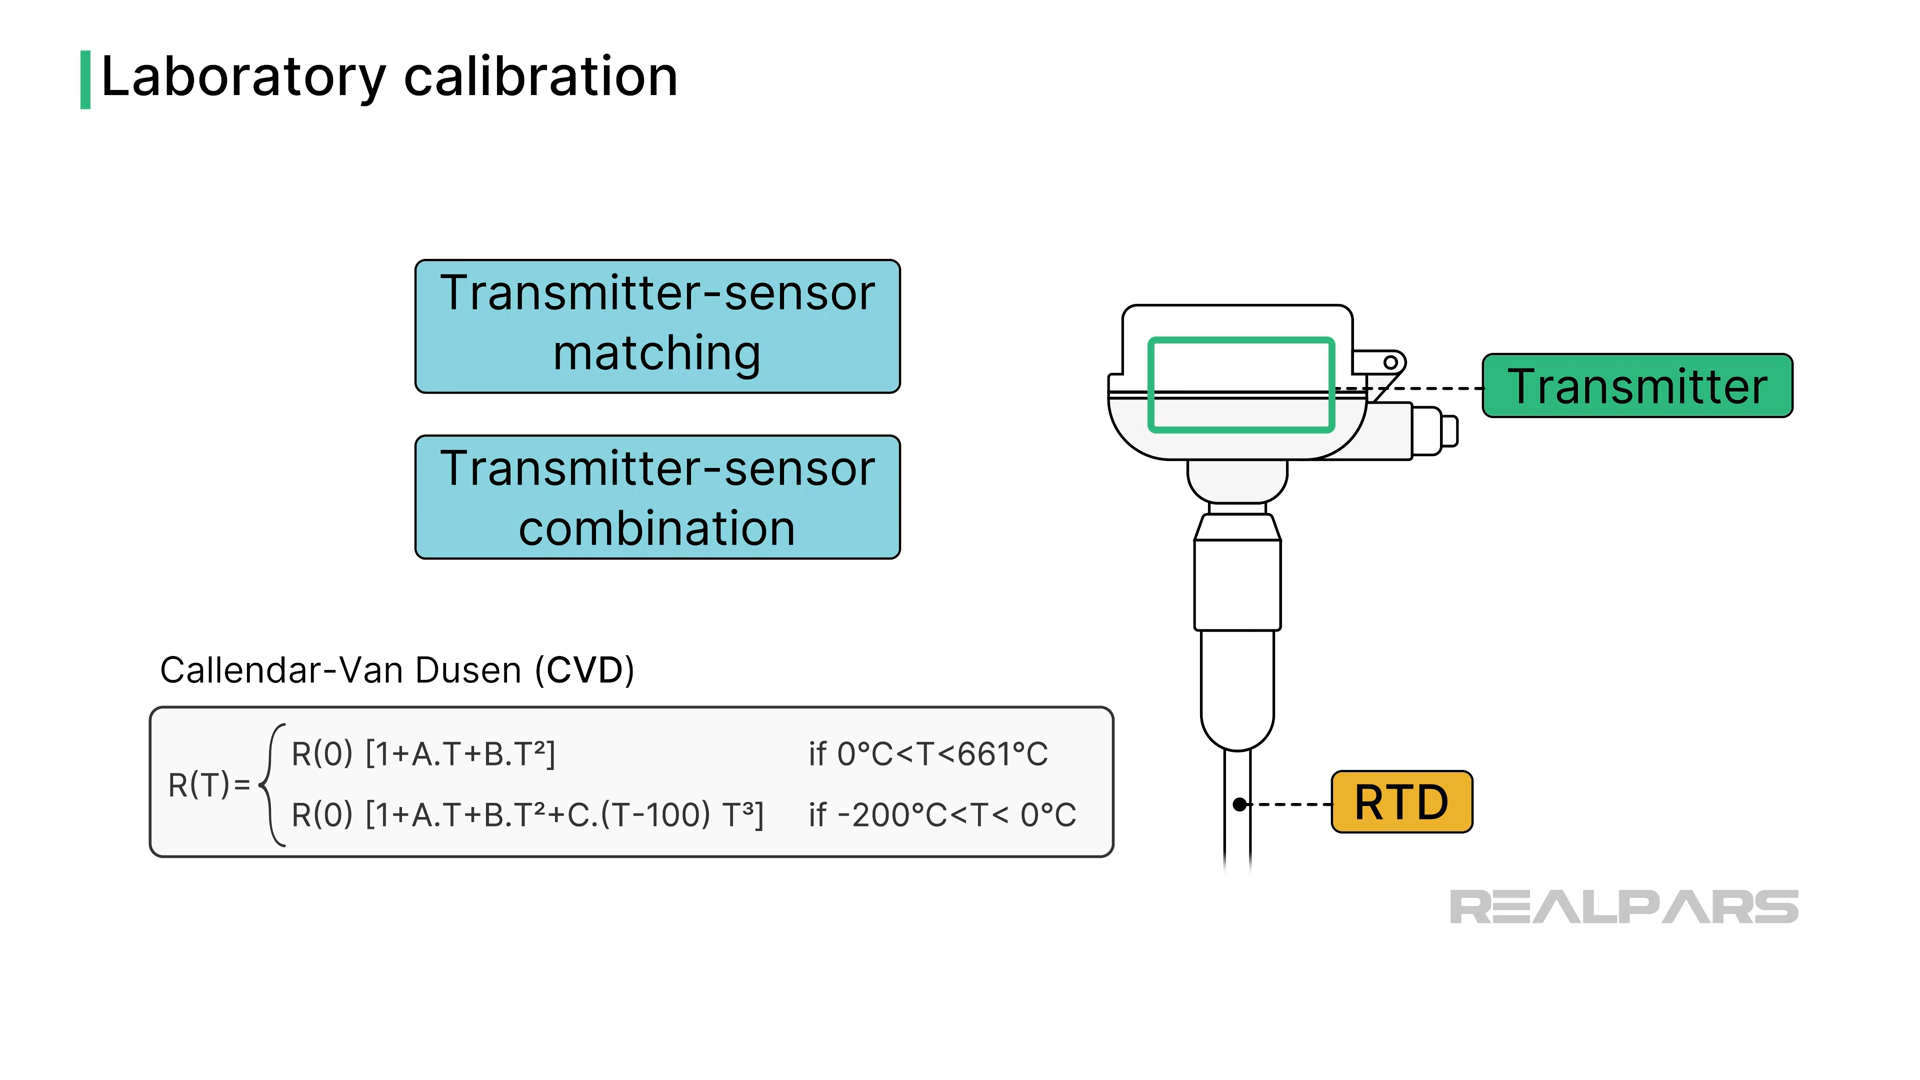 Laboratory calibration
Transmitter-sensor
matching
Transmitter
Transmitter-sensor
combination
Callendar-Van Dusen (CVD)
R(T)=
R(0) [1+A.T+B.T²] if 0°C<T<661°C
R(0) [1+A.T+B.T²+C.(T-100) T³] if -200°C<T< 0°C
RTD
REALPARS